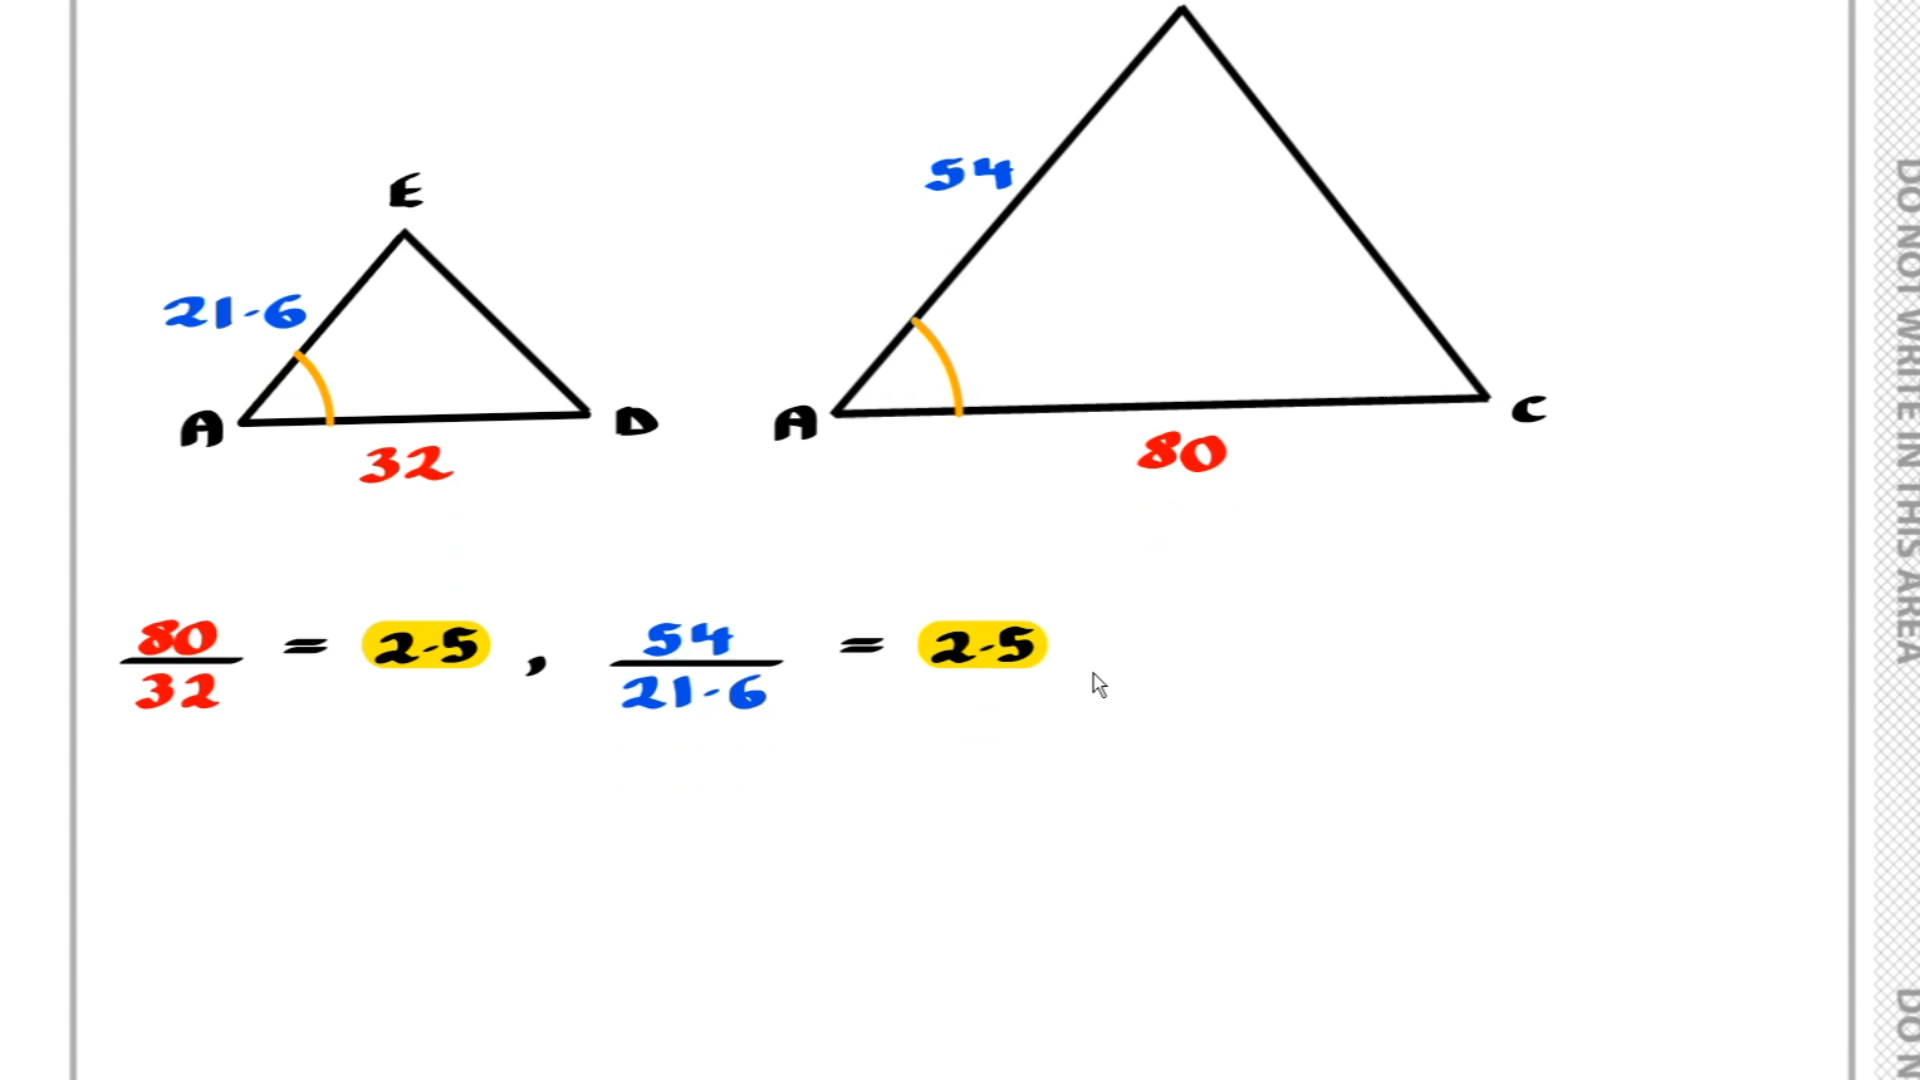 54
E
21·6
A
D
32
A
C
80
80/32 = 2·5 , 54/21·6 = 2·5
DO NOT WRITE IN THIS AREA
DO N